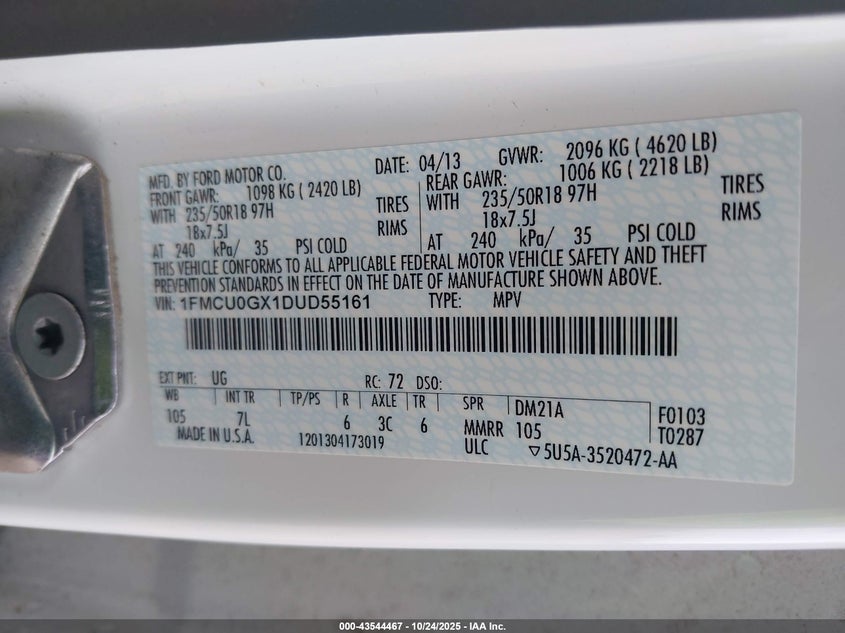 MFD. BY FORD MOTOR CO. DATE: 04/13 GVWR: 2096 KG ( 4620 LB)
FRONT GAWR: 1098 KG ( 2420 LB) REAR GAWR: 1006 KG ( 2218 LB)
WITH 235/50R18 97H TIRES WITH 235/50R18 97H TIRES
18x7.5J RIMS 18x7.5J RIMS
AT 240 kPa/ 35 PSI COLD AT 240 kPa/ 35 PSI COLD
THIS VEHICLE CONFORMS TO ALL APPLICABLE FEDERAL MOTOR VEHICLE SAFETY AND THEFT
PREVENTION STANDARDS IN EFFECT ON THE DATE OF MANUFACTURE SHOWN ABOVE.
VIN: 1FMCU0GX1DUD55161 TYPE: MPV
EXT PNT: UG RC: 72 DSO:
WB INT TR TP/PS R AXLE TR SPR DM21A F0103
105 7L 6 3C 6 MMRR 105 T0287
MADE IN U.S.A. 1201304173019 ULC ▽5U5A-3520472-AA
000-43544467 - 10/24/2025 - IAA Inc.